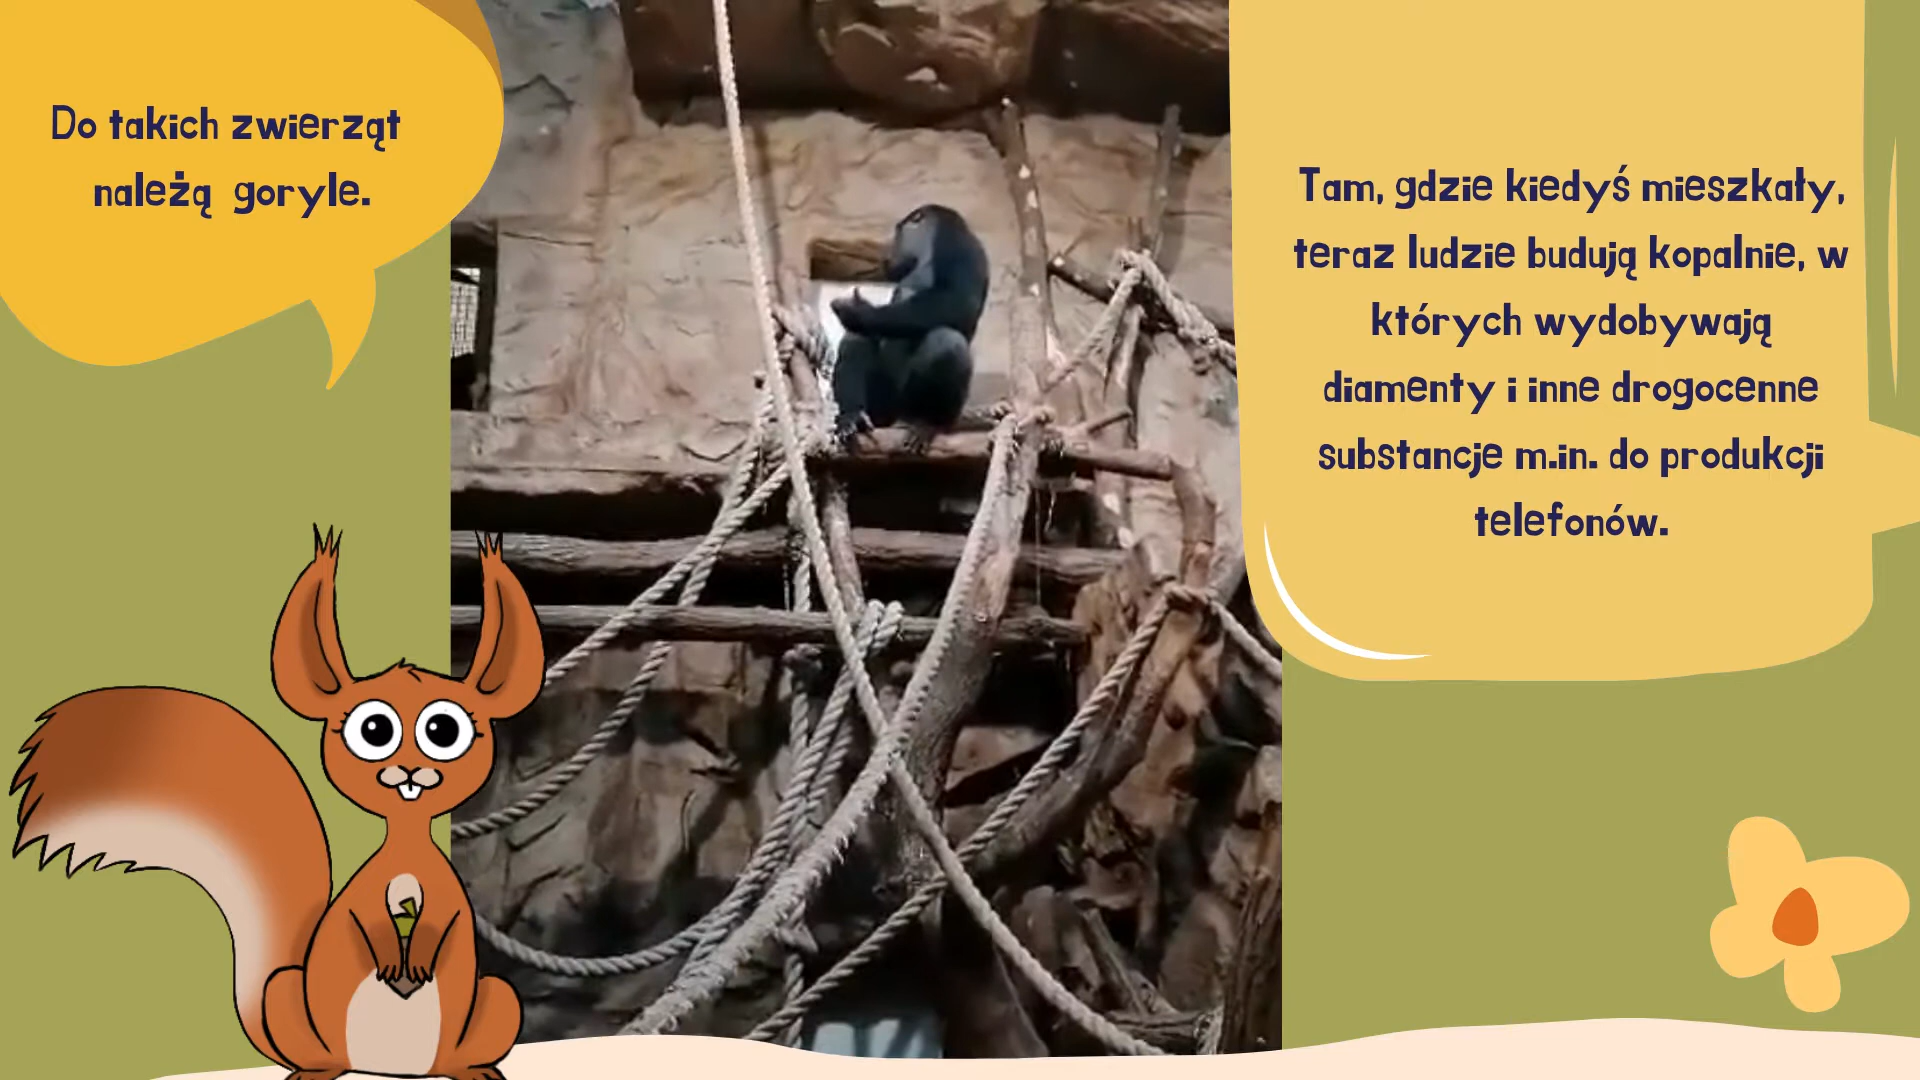 Do takich zwierząt
należą goryle.
Tam, gdzie kiedyś mieszkały,
teraz ludzie budują kopalnie, w
których wydobywają
diamenty i inne drogocenne
substancje m.in. do produkcji
telefonów.